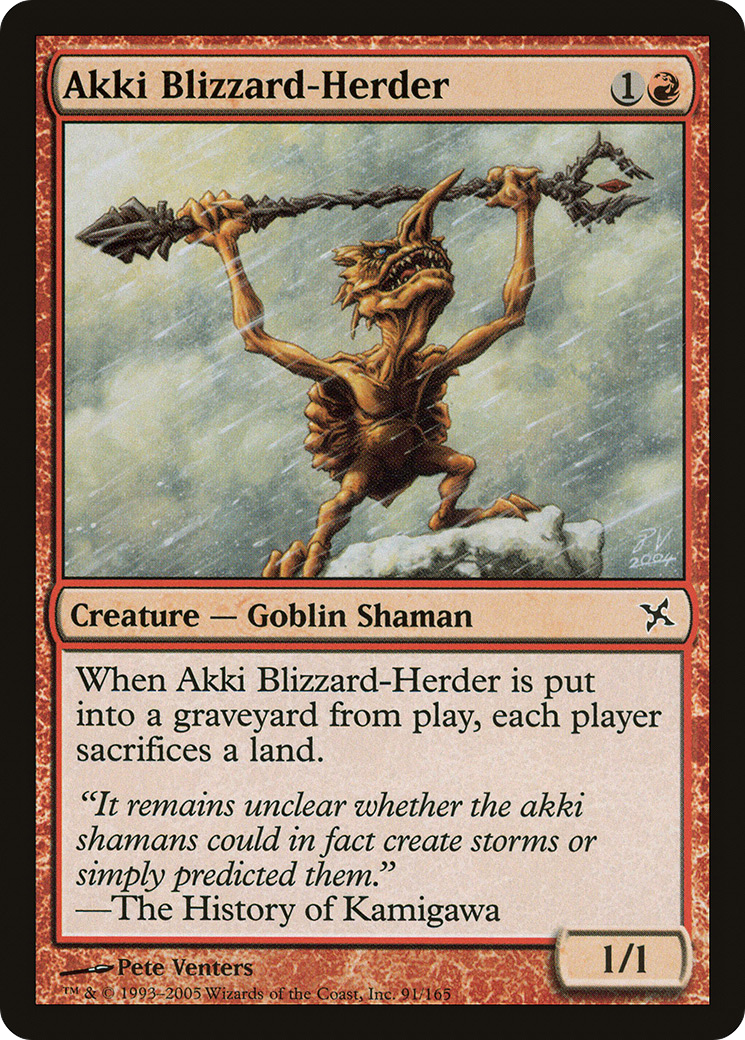 Akki Blizzard-Herder 1
PV
2004
Creature — Goblin Shaman
When Akki Blizzard-Herder is put
into a graveyard from play, each player
sacrifices a land.
“It remains unclear whether the akki
shamans could in fact create storms or
simply predicted them.”
—The History of Kamigawa
1/1
Pete Venters
™ & © 1993–2005 Wizards of the Coast, Inc. 91/165